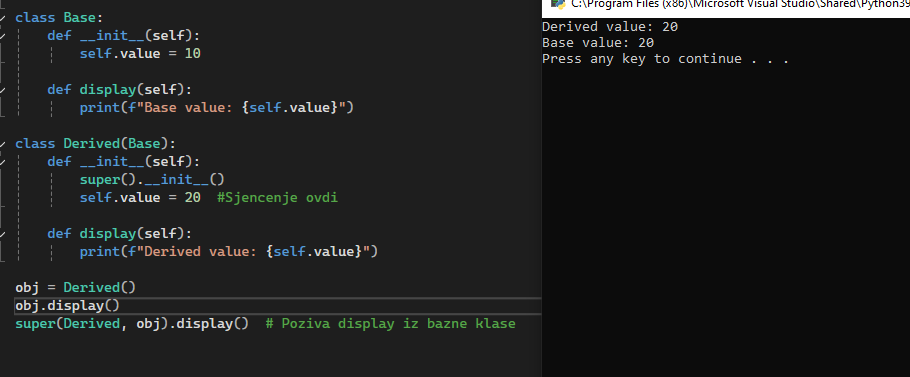 class Base:
    def __init__(self):
        self.value = 10
    def display(self):
        print(f"Base value: {self.value}")
class Derived(Base):
    def __init__(self):
        super().__init__()
        self.value = 20  #Sjencenje ovdi
    def display(self):
        print(f"Derived value: {self.value}")
obj = Derived()
obj.display()
super(Derived, obj).display()  # Poziva display iz bazne klase
C:\Program Files (x86)\Microsoft Visual Studio\Shared\Python39
Derived value: 20
Base value: 20
Press any key to continue . . .